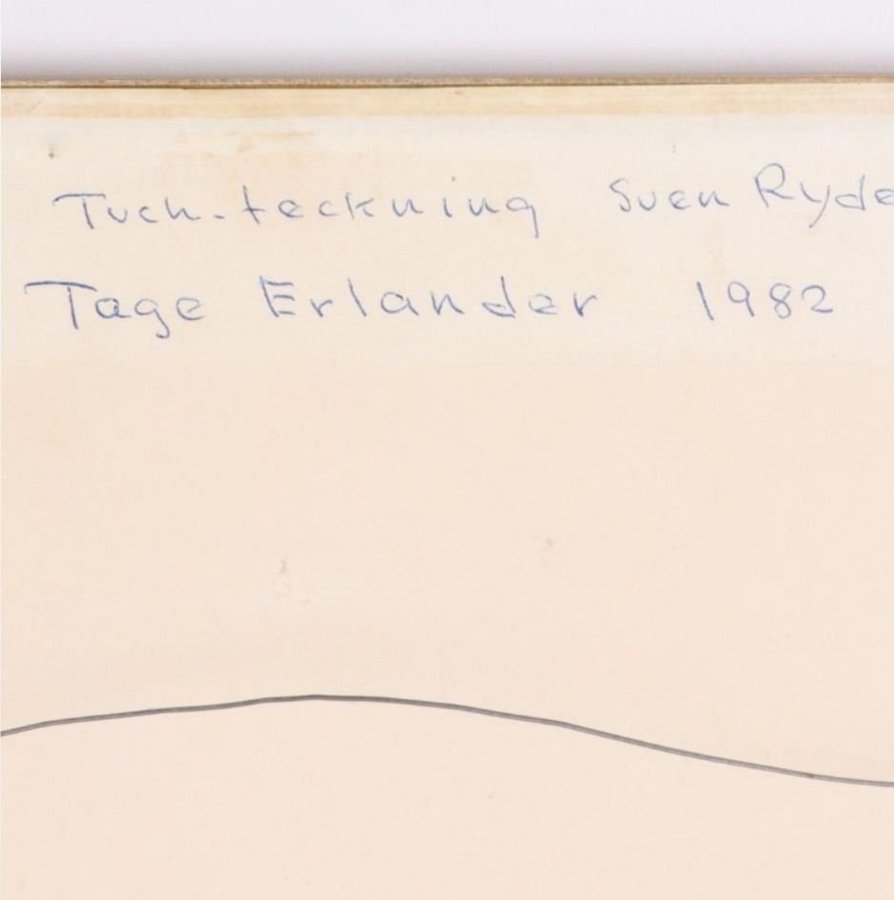 Tuch-teckning Sven Ryde
Tage Erlander 1982